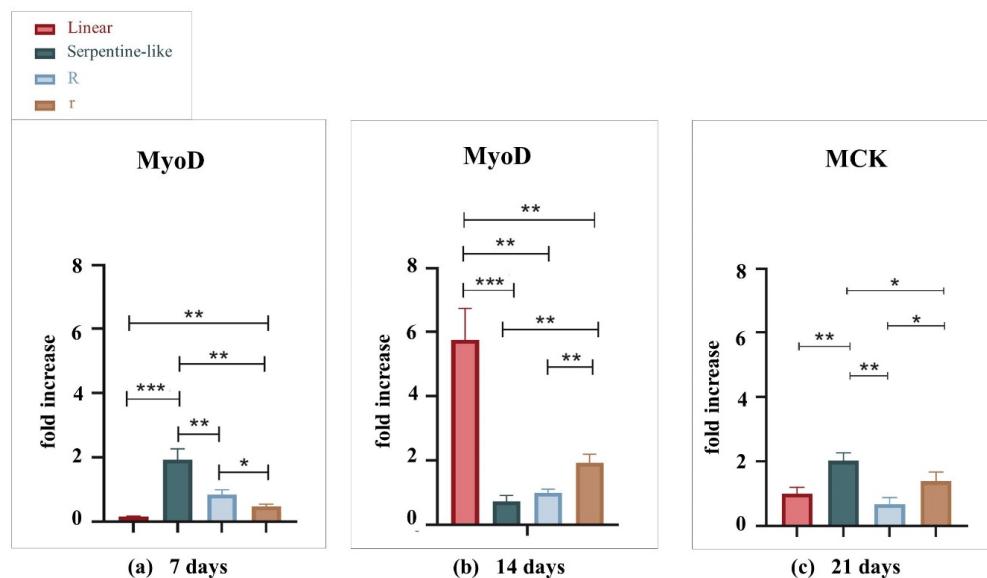 Linear
Serpentine-like
R
r
MyoD
**
**
***
**
*
8
6
4
2
0
fold increase
(a) 7 days
MyoD
**
**
***
**
**
8
6
4
2
0
fold increase
(b) 14 days
MCK
*
*
**
**
8
6
4
2
0
fold increase
(c) 21 days